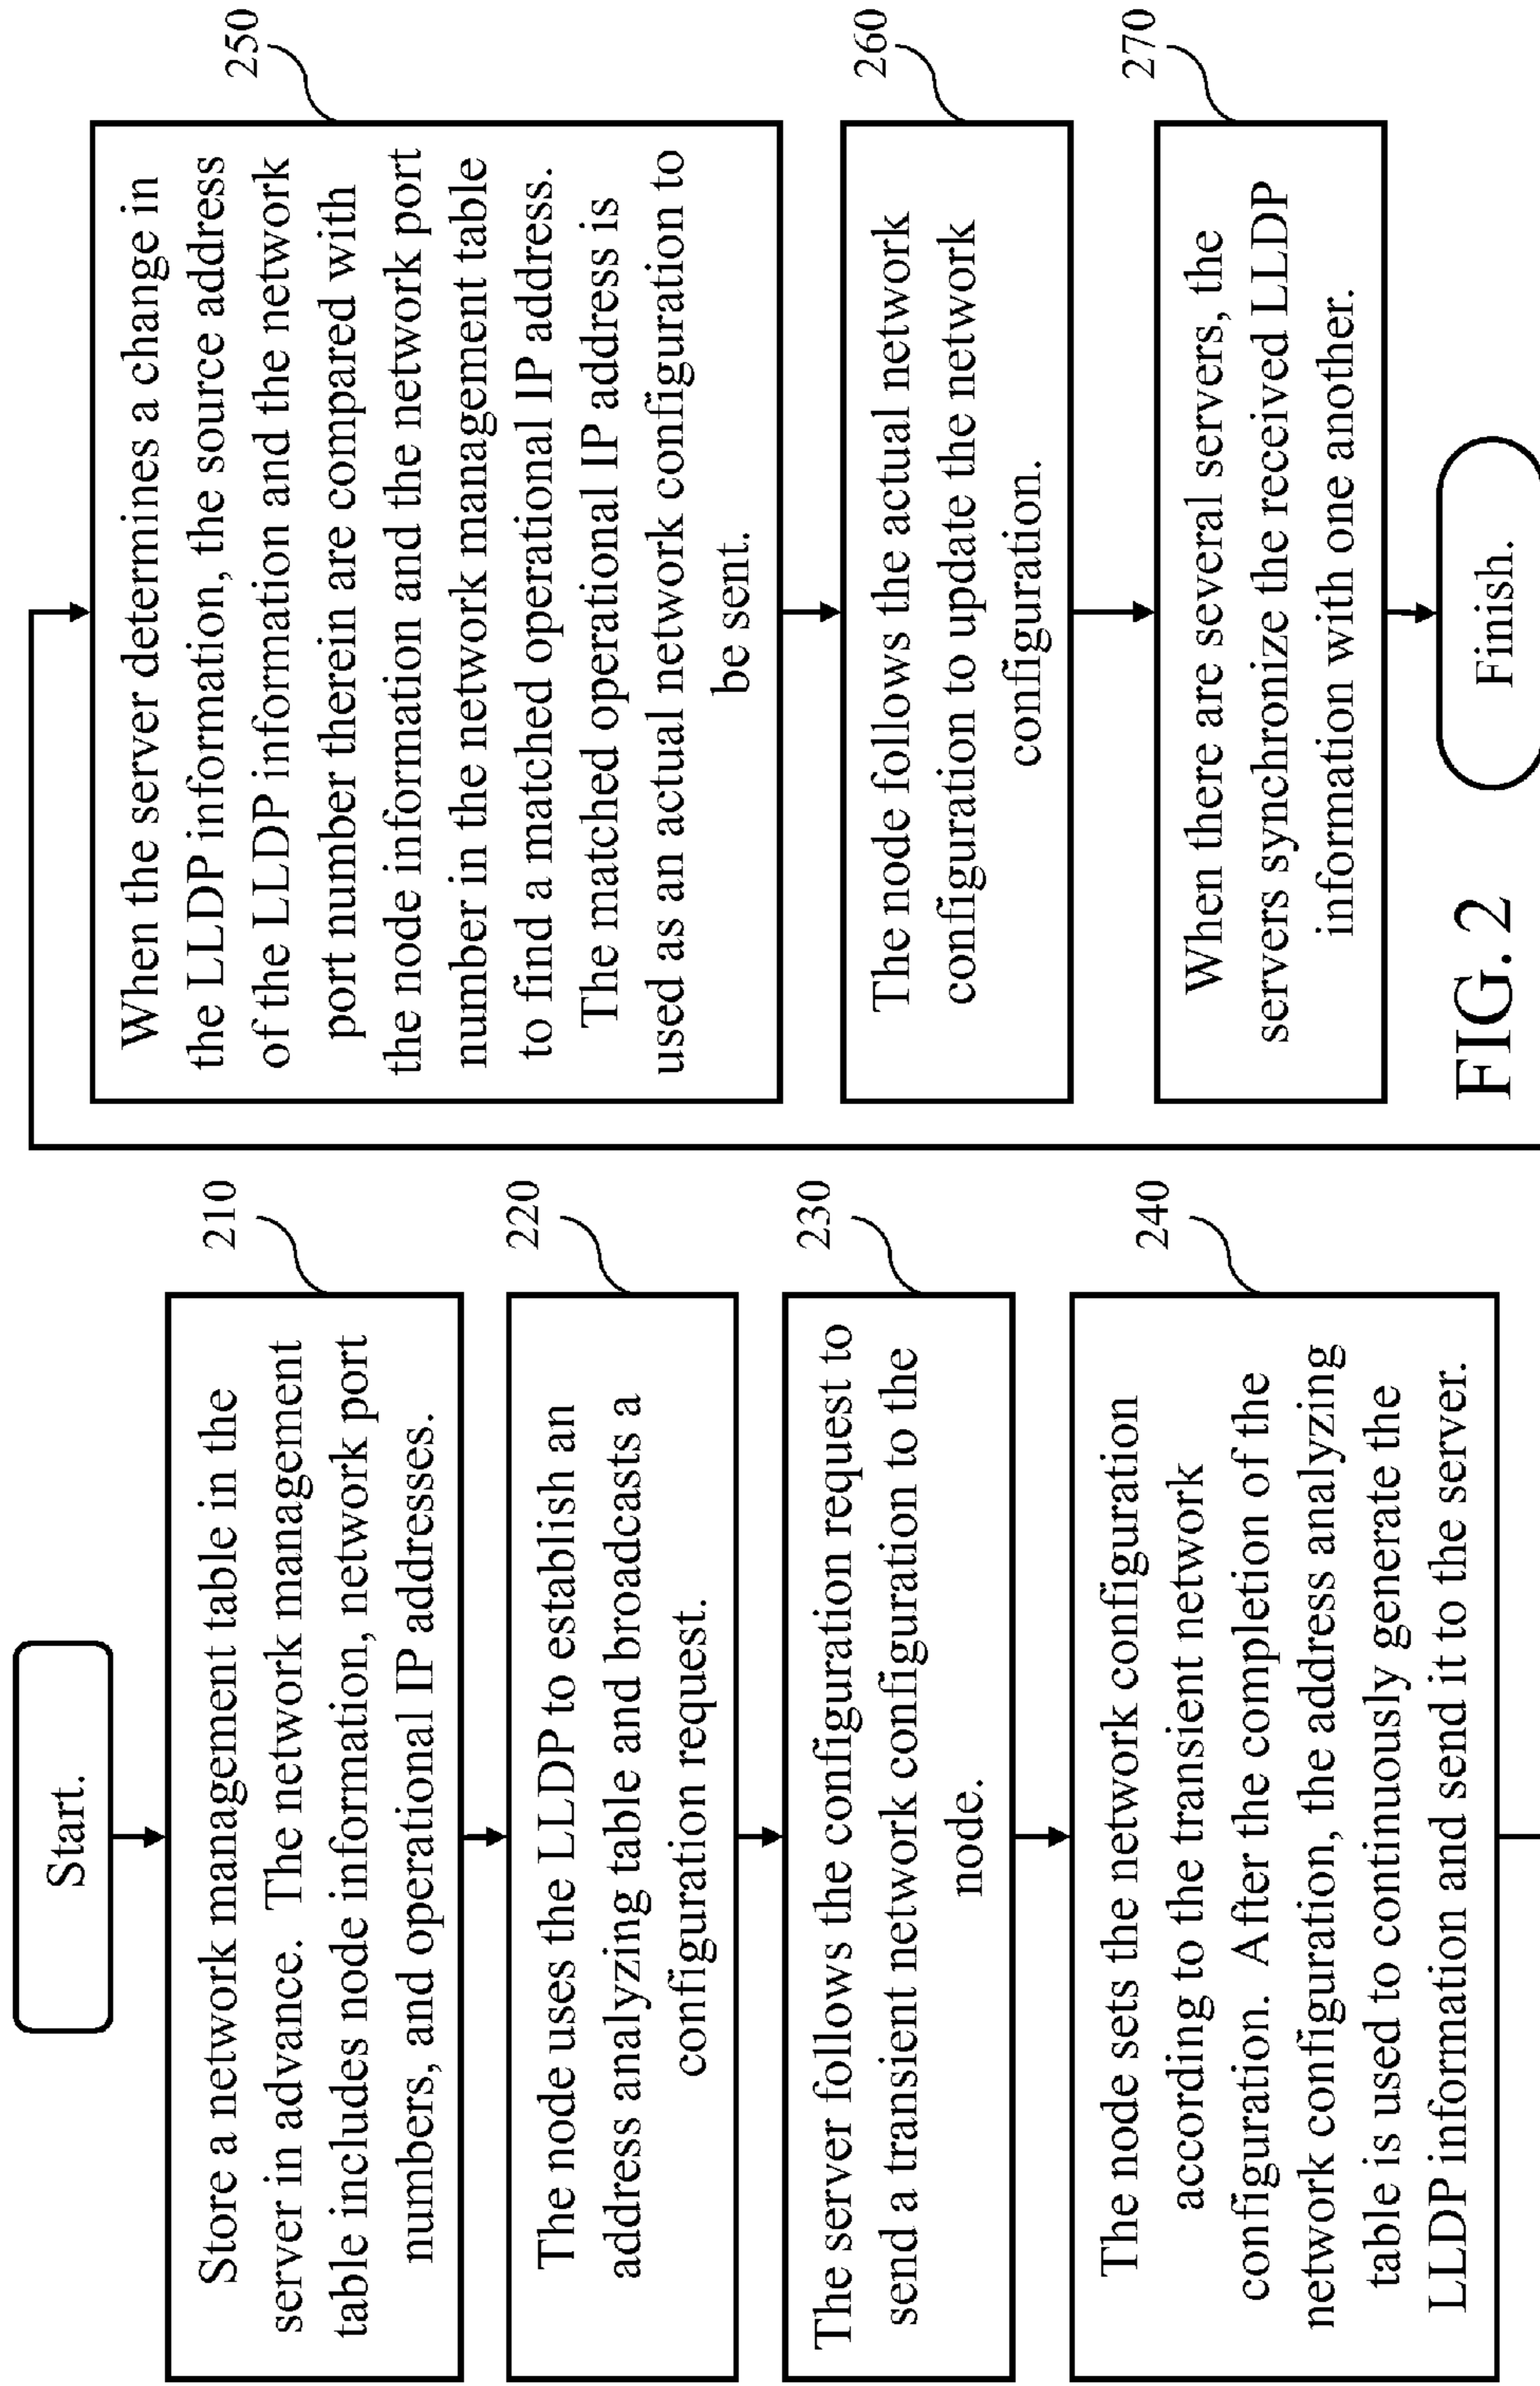 Start.
210
Store a network management table in the
server in advance. The network management
table includes node information, network port
numbers, and operational IP addresses.
220
The node uses the LLDP to establish an
address analyzing table and broadcasts a
configuration request.
230
The server follows the configuration request to
send a transient network configuration to the
node.
240
The node sets the network configuration
according to the transient network
configuration. After the completion of the
network configuration, the address analyzing
table is used to continuously generate the
LLDP information and send it to the server.
250
When the server determines a change in
the LLDP information, the source address
of the LLDP information and the network
port number therein are compared with
the node information and the network port
number in the network management table
to find a matched operational IP address.
The matched operational IP address is
used as an actual network configuration to
be sent.
260
The node follows the actual network
configuration to update the network
configuration.
270
When there are several servers, the
servers synchronize the received LLDP
information with one another.
Finish.
FIG. 2